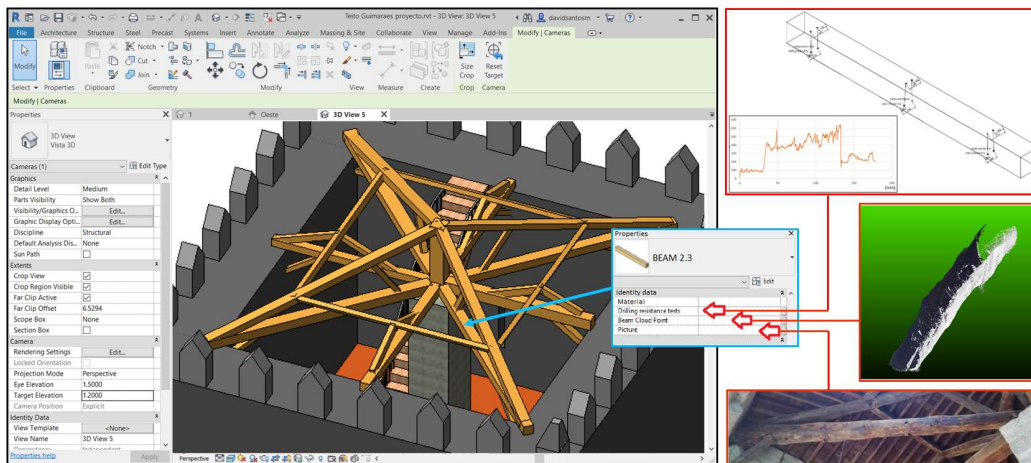 Teito Guimaraes proyecto.rvt - 3D View: 3D View 5
davidsantosm
File Architecture Structure Steel Precast Systems Insert Annotate Analyze Massing & Site Collaborate View Manage Add-Ins Modify | Cameras
Modify
Paste
Notch
Cut
Join
Size Crop
Reset Target
Select Properties Clipboard Geometry Modify View Measure Create Crop Camera
Modify | Cameras
Properties
1
Oeste
3D View 5
3D View
Vista 3D
Cameras (1)
Edit Type
Graphics
Detail Level Medium
Parts Visibility Show Both
Visibility/Graphics O... Edit...
Graphic Display Opti... Edit...
Discipline Structural
Default Analysis Dis... None
Sun Path
Extents
Crop View
Crop Region Visible
Far Clip Active
Far Clip Offset 6.5294
Scope Box None
Section Box
Camera
Rendering Settings Edit...
Locked Orientation
Projection Mode Perspective
Eye Elevation 1.5000
Target Elevation 1.2000
Camera Position Explicit
Identity Data
View Template <None>
View Name 3D View 5
Dependency Independent
Properties help
Apply
Perspective
Properties
BEAM 2.3
Edit
Identity data
Material
Drilling resistance tests
Beam Cloud Point
Picture
[mm]